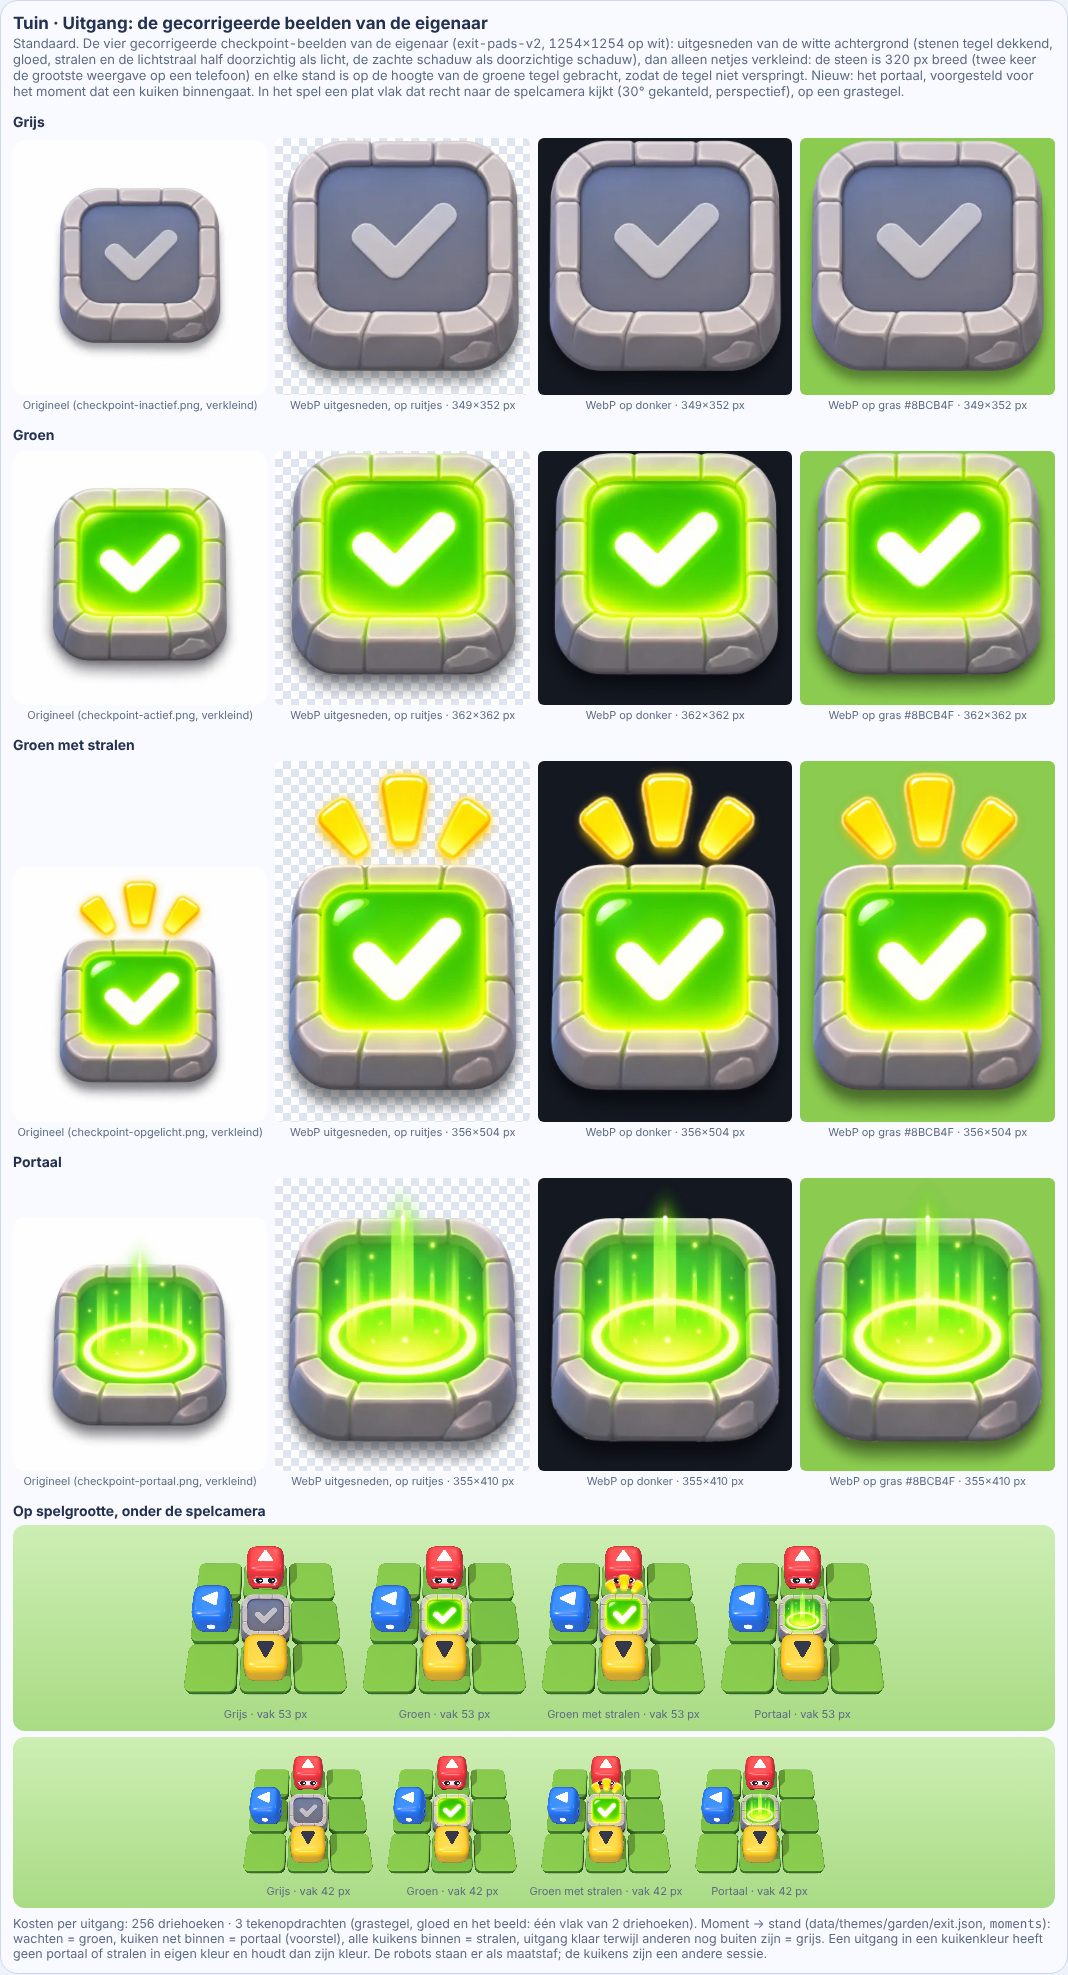 Tuin · Uitgang: de gecorrigeerde beelden van de eigenaar
Standaard. De vier gecorrigeerde checkpoint-beelden van de eigenaar (exit-pads-v2, 1254×1254 op wit): uitgesneden van de witte achtergrond (stenen tegel dekkend,
gloed, stralen en de lichtstraal half doorzichtig als licht, de zachte schaduw als doorzichtige schaduw), dan alleen netjes verkleind: de steen is 320 px breed (twee keer
de grootste weergave op een telefoon) en elke stand is op de hoogte van de groene tegel gebracht, zodat de tegel niet verspringt. Nieuw: het portaal, voorgesteld voor
het moment dat een kuiken binnengaat. In het spel een plat vlak dat recht naar de spelcamera kijkt (30° gekanteld, perspectief), op een grastegel.
Grijs
Origineel (checkpoint-inactief.png, verkleind)
WebP uitgesneden, op ruitjes · 349×352 px
WebP op donker · 349×352 px
WebP op gras #8BCB4F · 349×352 px
Groen
Origineel (checkpoint-actief.png, verkleind)
WebP uitgesneden, op ruitjes · 362×362 px
WebP op donker · 362×362 px
WebP op gras #8BCB4F · 362×362 px
Groen met stralen
Origineel (checkpoint-opgelicht.png, verkleind)
WebP uitgesneden, op ruitjes · 356×504 px
WebP op donker · 356×504 px
WebP op gras #8BCB4F · 356×504 px
Portaal
Origineel (checkpoint-portaal.png, verkleind)
WebP uitgesneden, op ruitjes · 355×410 px
WebP op donker · 355×410 px
WebP op gras #8BCB4F · 355×410 px
Op spelgrootte, onder de spelcamera
Grijs · vak 53 px
Groen · vak 53 px
Groen met stralen · vak 53 px
Portaal · vak 53 px
Grijs · vak 42 px
Groen · vak 42 px
Groen met stralen · vak 42 px
Portaal · vak 42 px
Kosten per uitgang: 256 driehoeken · 3 tekenopdrachten (grastegel, gloed en het beeld: één vlak van 2 driehoeken). Moment → stand (data/themes/garden/exit.json, moments):
wachten = groen, kuiken net binnen = portaal (voorstel), alle kuikens binnen = stralen, uitgang klaar terwijl anderen nog buiten zijn = grijs. Een uitgang in een kuikenkleur heeft
geen portaal of stralen in eigen kleur en houdt dan zijn kleur. De robots staan er als maatstaf; de kuikens zijn een andere sessie.